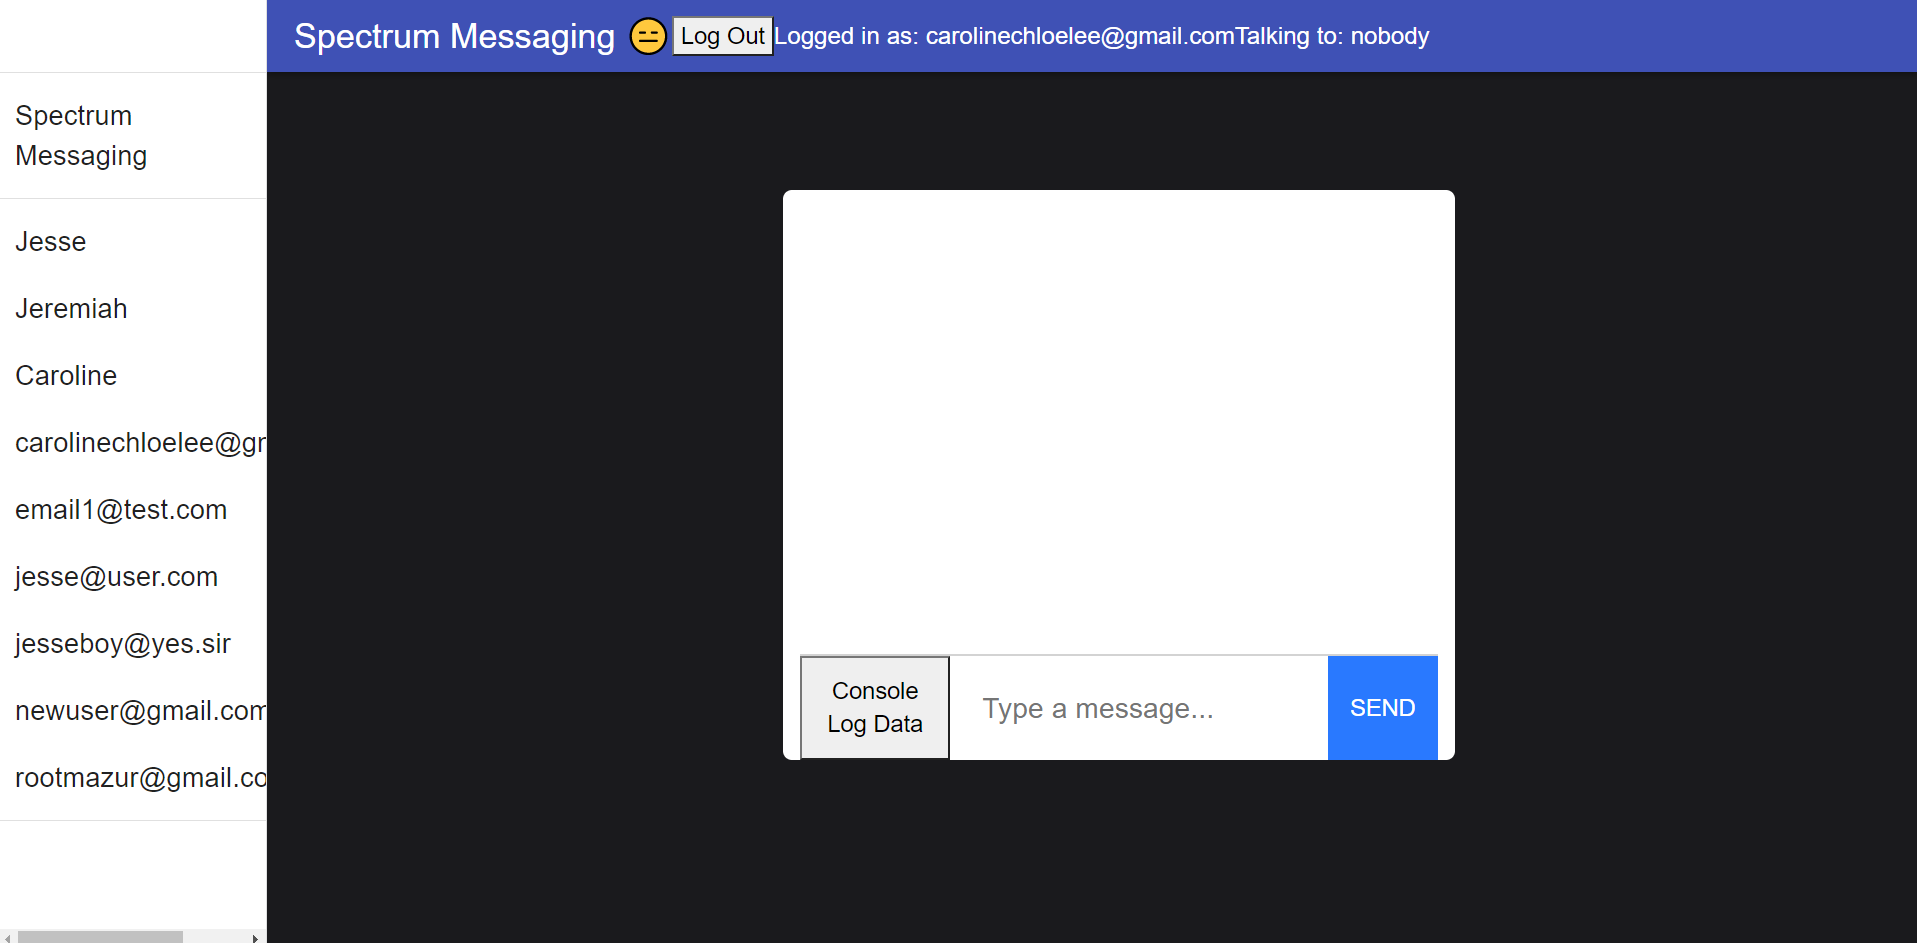 Spectrum Messaging 😑 Log Out Logged in as: carolinechloelee@gmail.comTalking to: nobody
Spectrum
Messaging
Jesse
Jeremiah
Caroline
carolinechloelee@gm
email1@test.com
jesse@user.com
jesseboy@yes.sir
newuser@gmail.com
rootmazur@gmail.co
Console
Log Data
Type a message...
SEND